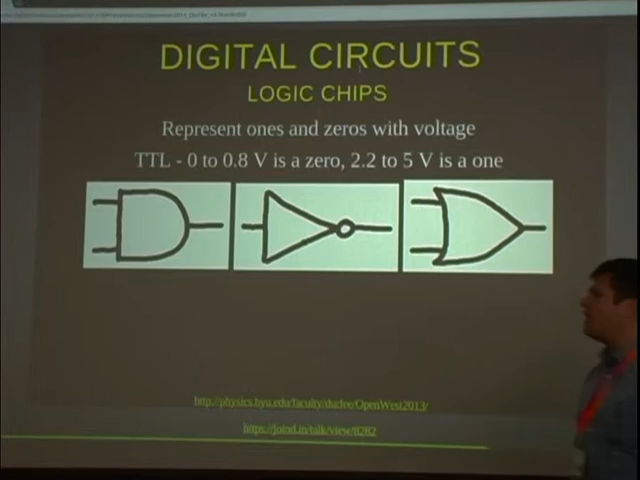 DIGITAL CIRCUITS
LOGIC CHIPS
Represent ones and zeros with voltage
TTL - 0 to 0.8 V is a zero, 2.2 to 5 V is a one
http://physics.byu.edu/faculty/durfee/OpenWest2013/
https://joind.in/talk/view/8282